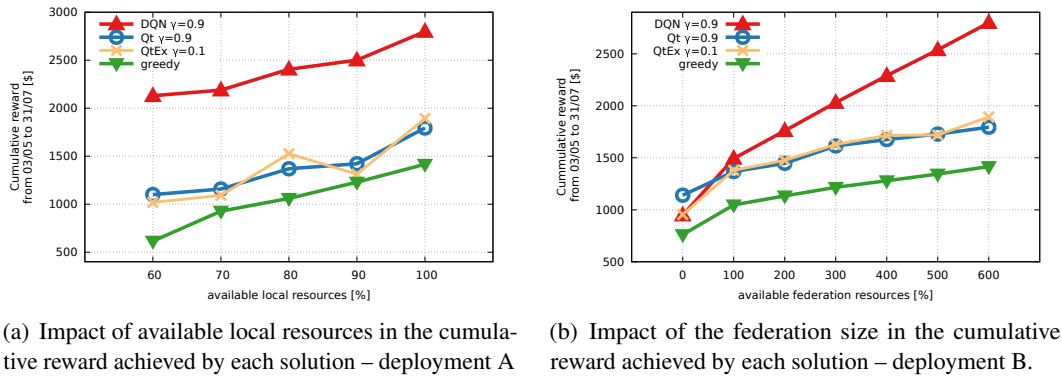 (a)
DQN γ=0.9
Qt γ=0.9
QtEx γ=0.1
greedy
Cumulative reward
from 03/05 to 31/07 [$]
3000
2500
2000
1500
1000
500
60 70 80 90 100
available local resources [%]
(a) Impact of available local resources in the cumula-
tive reward achieved by each solution – deployment A
(b)
DQN γ=0.9
Qt γ=0.9
QtEx γ=0.1
greedy
Cummulative reward
from 03/05 to 31/07 [$]
2500
2000
1500
1000
500
0 100 200 300 400 500 600
available federation resources [%]
(b) Impact of the federation size in the cumulative
reward achieved by each solution – deployment B.